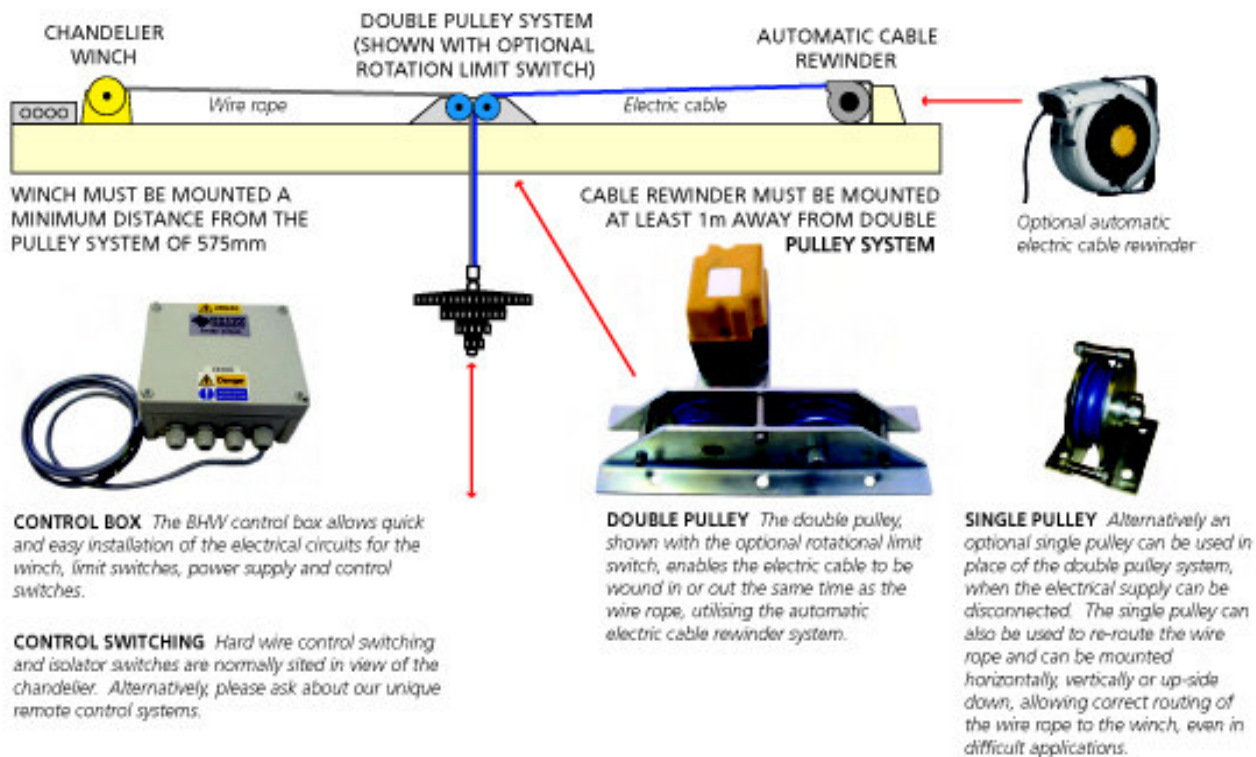 CHANDELIER
WINCH
DOUBLE PULLEY SYSTEM
(SHOWN WITH OPTIONAL
ROTATION LIMIT SWITCH)
AUTOMATIC CABLE
REWINDER
Wire rope
Electric cable
WINCH MUST BE MOUNTED A
MINIMUM DISTANCE FROM THE
PULLEY SYSTEM OF 575mm
CABLE REWINDER MUST BE MOUNTED
AT LEAST 1m AWAY FROM DOUBLE
PULLEY SYSTEM
Optional automatic
electric cable rewinder
Danger
CONTROL BOX The BHW control box allows quick
and easy installation of the electrical circuits for the
winch, limit switches, power supply and control
switches.
CONTROL SWITCHING Hard wire control switching
and isolator switches are normally sited in view of the
chandelier. Alternatively, please ask about our unique
remote control systems.
DOUBLE PULLEY The double pulley,
shown with the optional rotational limit
switch, enables the electric cable to be
wound in or out the same time as the
wire rope, utilising the automatic
electric cable rewinder system.
SINGLE PULLEY Alternatively an
optional single pulley can be used in
place of the double pulley system,
when the electrical supply can be
disconnected. The single pulley can
also be used to re-route the wire
rope and can be mounted
horizontally, vertically or up-side
down, allowing correct routing of
the wire rope to the winch, even in
difficult applications.